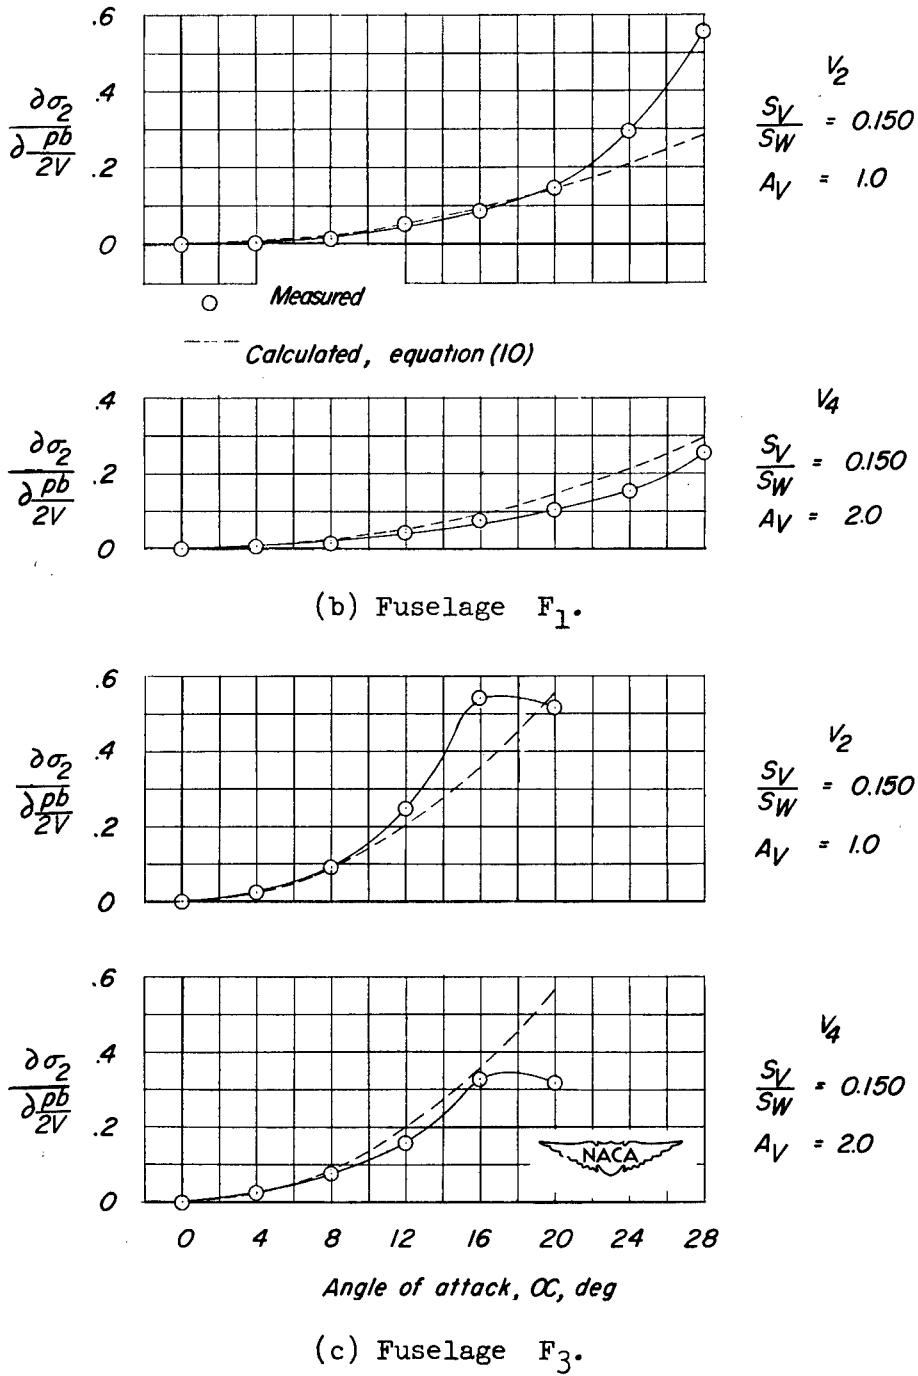 .6
.4
.2
0
∂σ2
∂ pb
2V
V2
SV
SW = 0.150
AV = 1.0
Measured
Calculated, equation (10)
.4
.2
0
∂σ2
∂ pb
2V
V4
SV
SW = 0.150
AV = 2.0
(b) Fuselage F1.
.6
.4
.2
0
∂σ2
∂ pb
2V
V2
SV
SW = 0.150
AV = 1.0
.6
.4
.2
0
∂σ2
∂ pb
2V
V4
SV
SW = 0.150
AV = 2.0
NACA
0 4 8 12 16 20 24 28
Angle of attack, α, deg
(c) Fuselage F3.